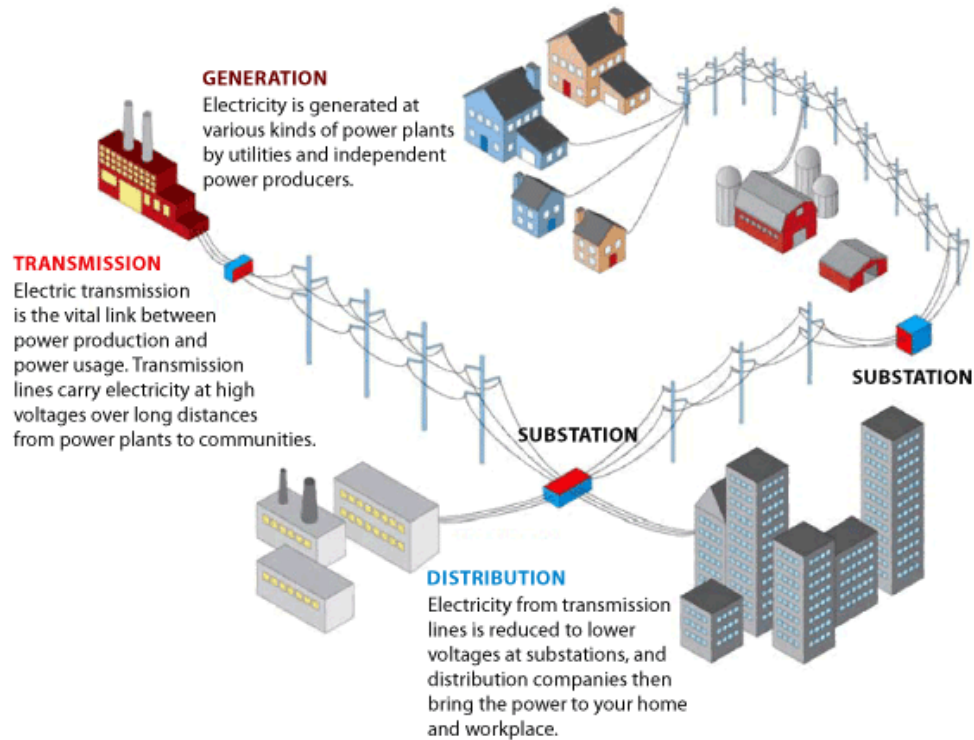 GENERATION
Electricity is generated at
various kinds of power plants
by utilities and independent
power producers.
TRANSMISSION
Electric transmission
is the vital link between
power production and
power usage. Transmission
lines carry electricity at high
voltages over long distances
from power plants to communities.
SUBSTATION
SUBSTATION
DISTRIBUTION
Electricity from transmission
lines is reduced to lower
voltages at substations, and
distribution companies then
bring the power to your home
and workplace.